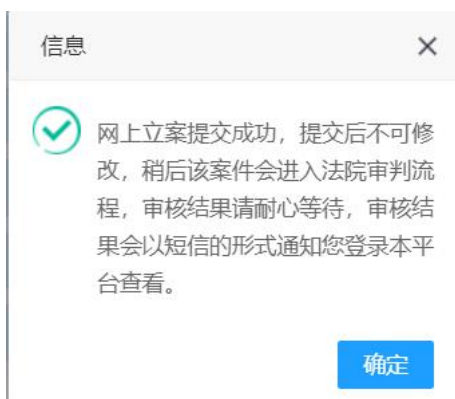 信息
网上立案提交成功，提交后不可修
改，稍后该案件会进入法院审判流
程，审核结果请耐心等待，审核结
果会以短信的形式通知您登录本平
台查看。
确定